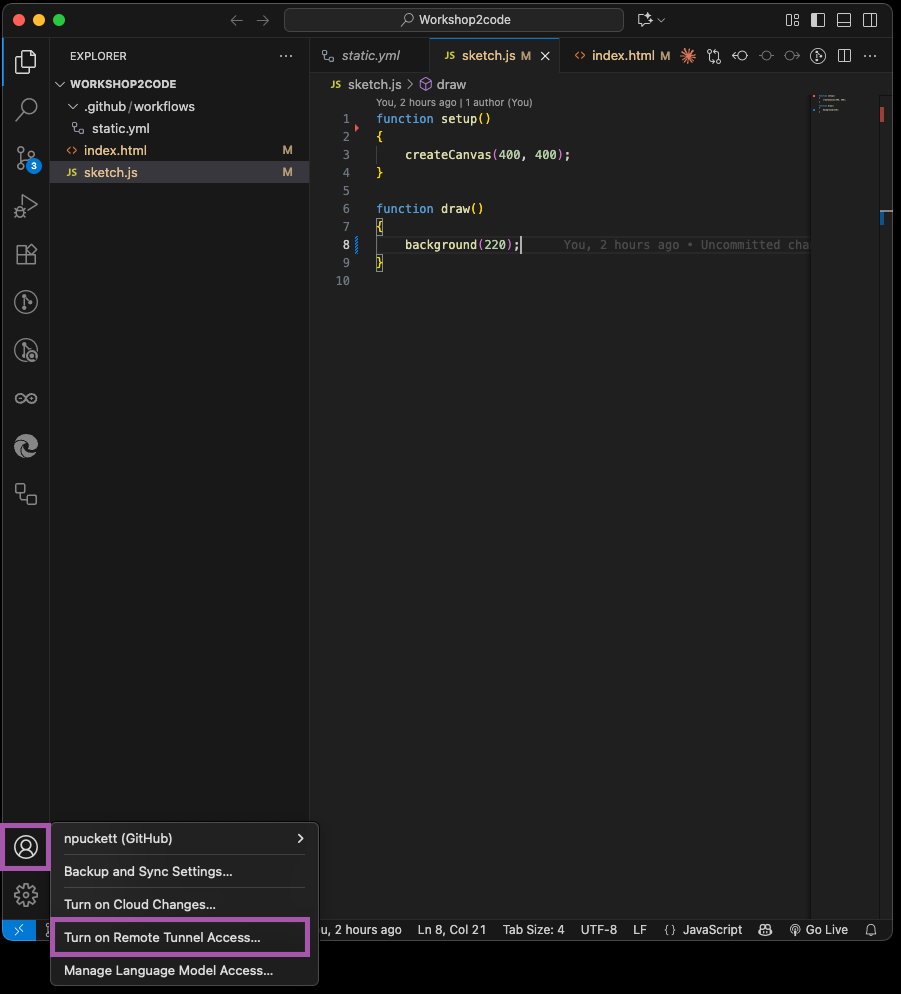 Workshop2code
EXPLORER
static.yml
JS sketch.js M
index.html M
WORKSHOP2CODE
JS sketch.js > draw
.github/workflows
You, 2 hours ago | 1 author (You)
static.yml
1 function setup()
index.html M
2 {
3 createCanvas(400, 400);
JS sketch.js M
4 }
5
6 function draw()
7 {
8 background(220); You, 2 hours ago • Uncommitted cha
9 }
10
3
npuckett (GitHub)
Backup and Sync Settings...
Turn on Cloud Changes...
Turn on Remote Tunnel Access...
Manage Language Model Access...
u, 2 hours ago Ln 8, Col 21 Tab Size: 4 UTF-8 LF {} JavaScript Go Live